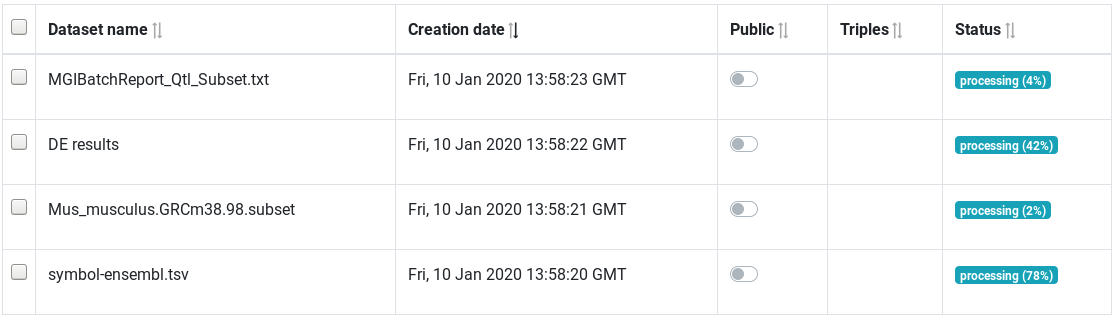 Dataset name Creation date Public Triples Status
MGIBatchReport_Qtl_Subset.txt Fri, 10 Jan 2020 13:58:23 GMT processing (4%)
DE results Fri, 10 Jan 2020 13:58:22 GMT processing (42%)
Mus_musculus.GRCm38.98.subset Fri, 10 Jan 2020 13:58:21 GMT processing (2%)
symbol-ensembl.tsv Fri, 10 Jan 2020 13:58:20 GMT processing (78%)